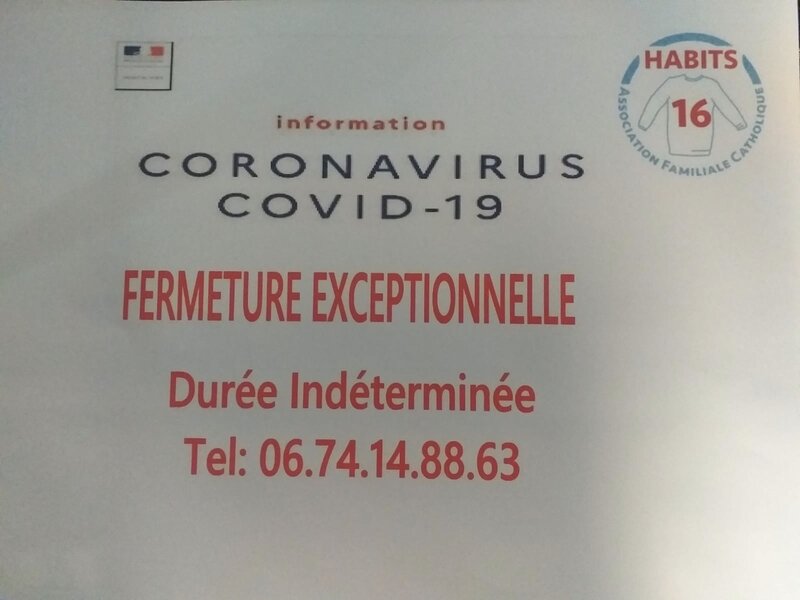 HABITS
16
ASSOCIATION FAMILIALE CATHOLIQUE
information
CORONAVIRUS
COVID-19
FERMETURE EXCEPTIONNELLE
Durée Indéterminée
Tel: 06.74.14.88.63